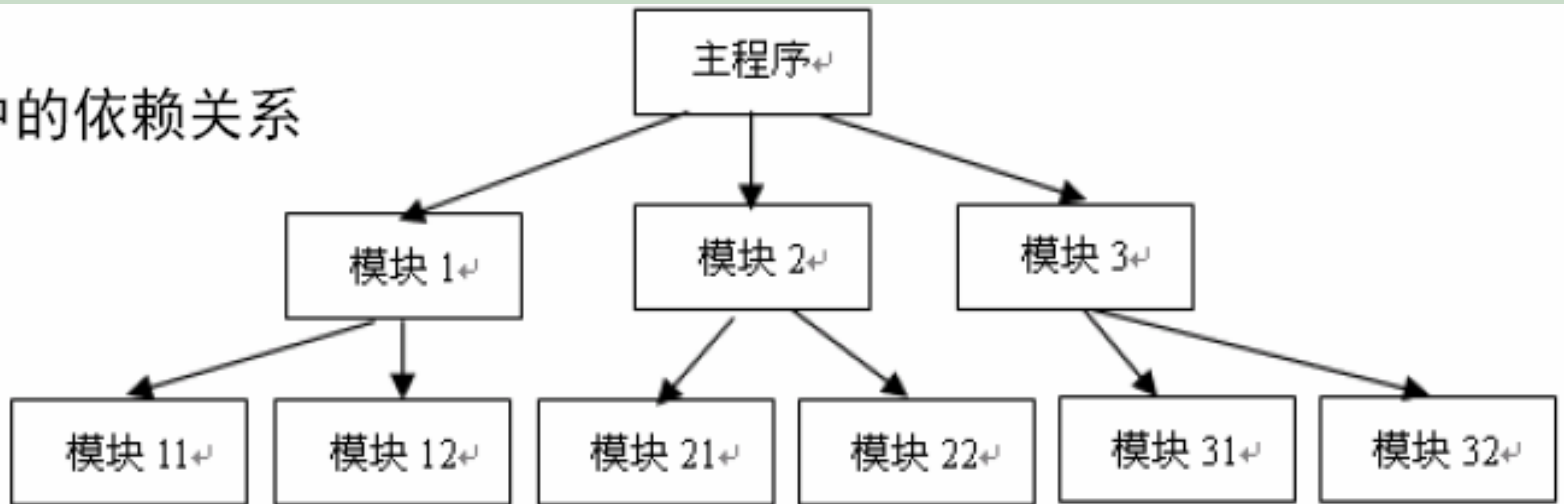 主程序
的依赖关系
模块 1
模块 2
模块 3
模块 11
模块 12
模块 21
模块 22
模块 31
模块 32